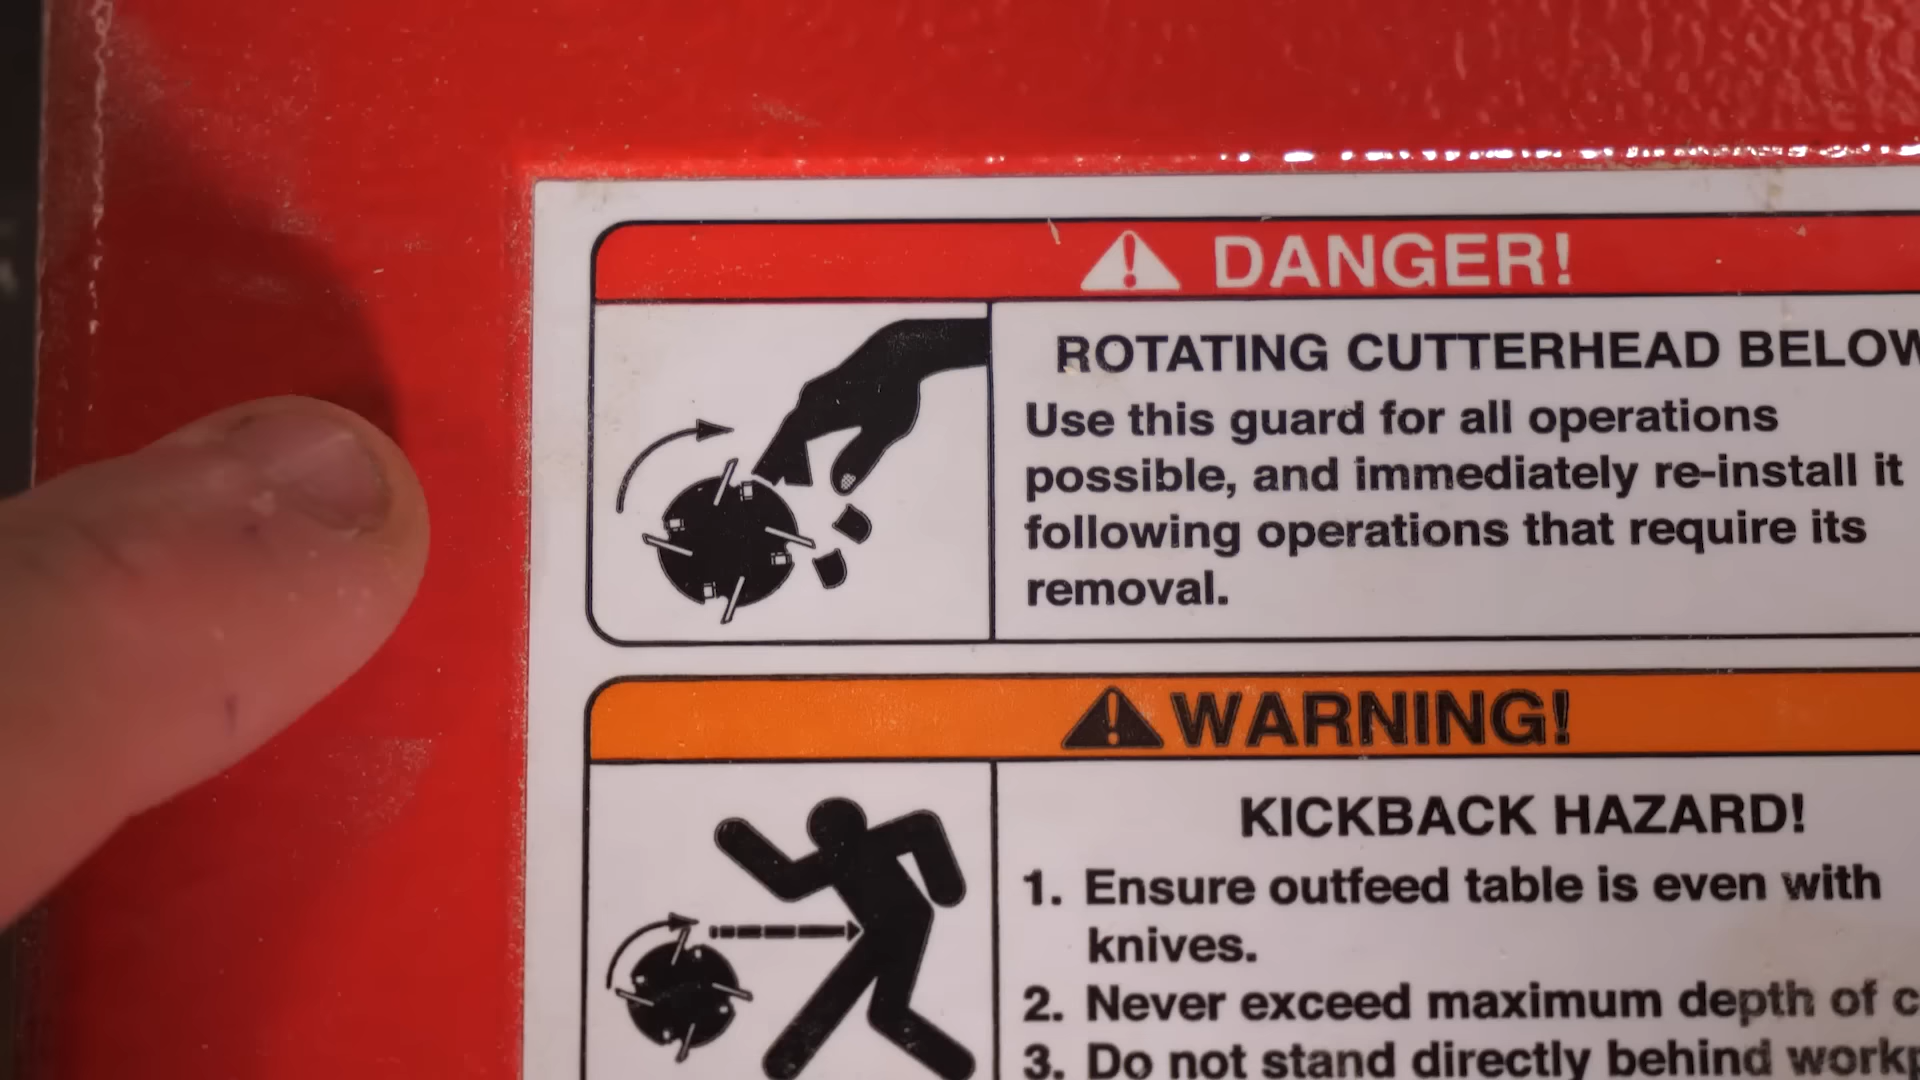 DANGER!
ROTATING CUTTERHEAD BELOW
Use this guard for all operations
possible, and immediately re-install it
following operations that require its
removal.
WARNING!
KICKBACK HAZARD!
1. Ensure outfeed table is even with
knives.
2. Never exceed maximum depth of
3. Do not stand directly behind